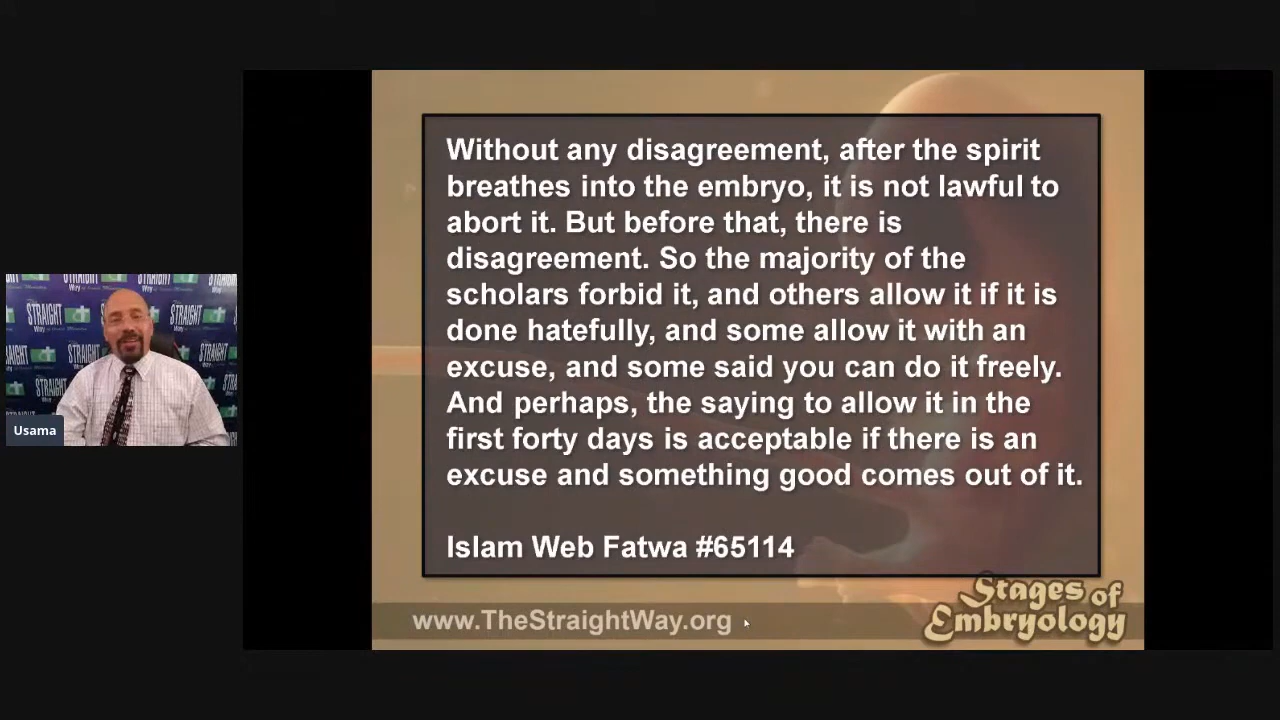 Without any disagreement, after the spirit
breathes into the embryo, it is not lawful to
abort it. But before that, there is
disagreement. So the majority of the
scholars forbid it, and others allow it if it is
done hatefully, and some allow it with an
excuse, and some said you can do it freely.
And perhaps, the saying to allow it in the
first forty days is acceptable if there is an
excuse and something good comes out of it.
Islam Web Fatwa #65114
www.TheStraightWay.org
Stages of
Embryology
STRAIGHT
Way
Usama